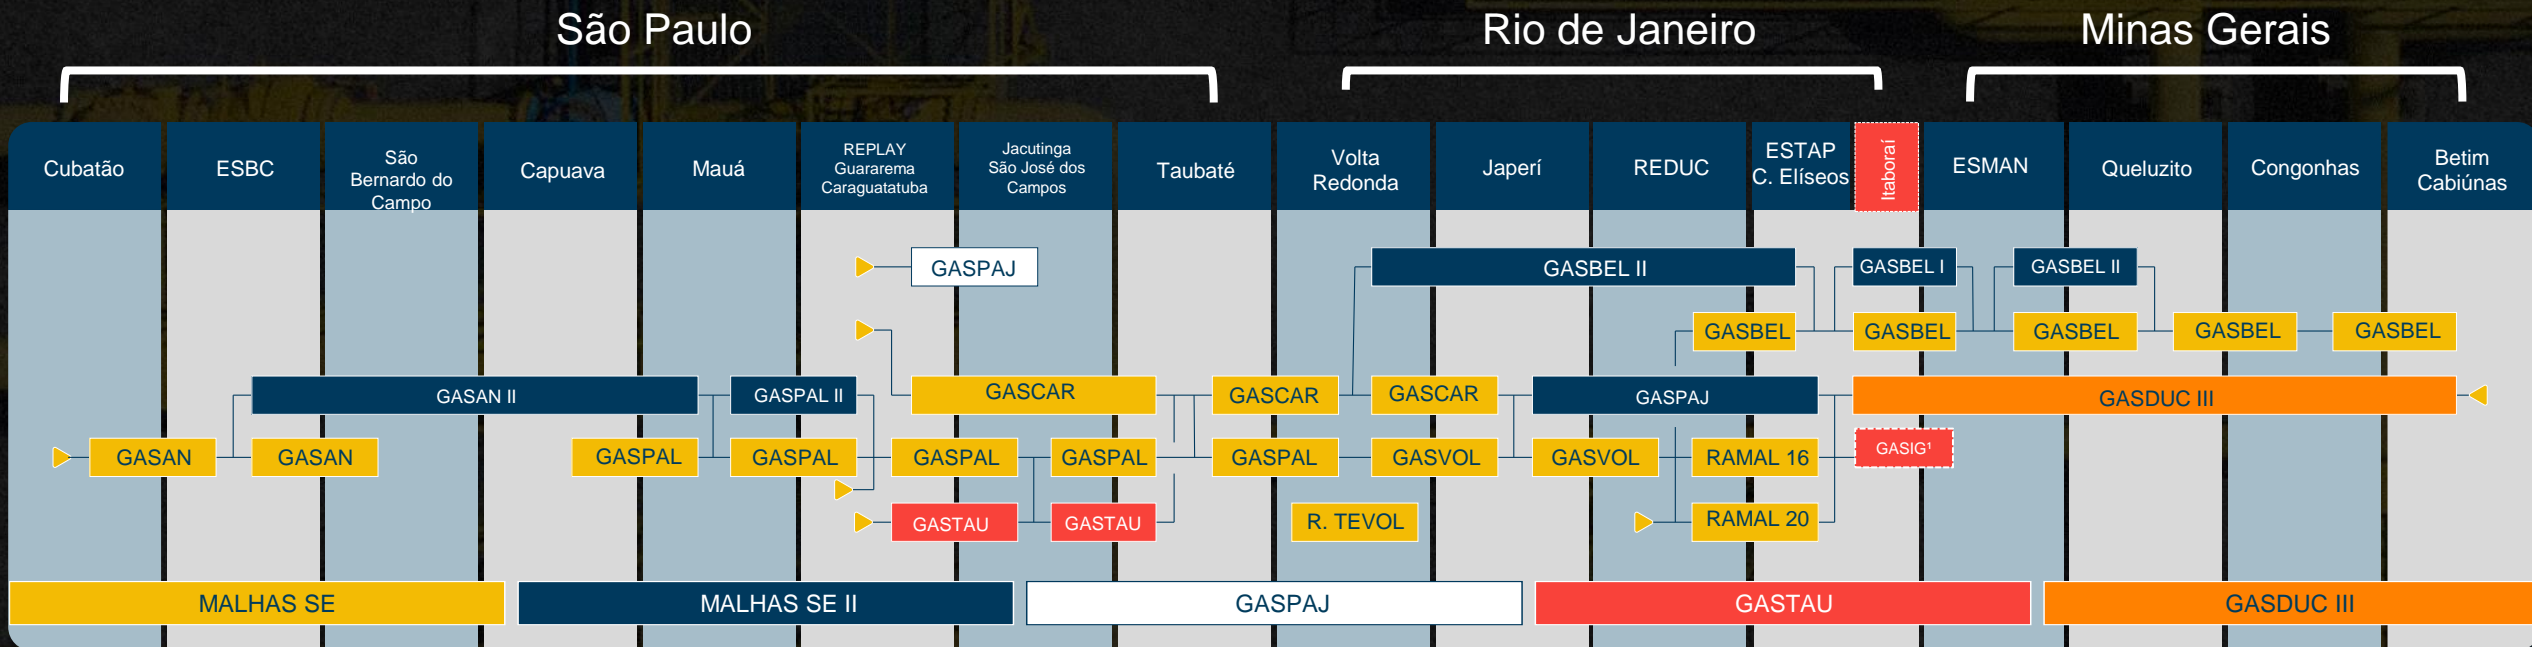 São Paulo
Rio de Janeiro
Minas Gerais
Cubatão
ESBC
São
Bernardo do
Campo
Capuava
Mauá
REPLAY
Guararema
Caraguatatuba
Jacutinga
São José dos
Campos
Taubaté
Volta
Redonda
Japerí
REDUC
ESTAP
C. Elíseos
Itaboraí
ESMAN
Queluzito
Congonhas
Betim
Cabiúnas
GASPAJ
GASBEL II
GASBEL I
GASBEL II
GASBEL
GASBEL
GASBEL
GASBEL
GASBEL
GASAN II
GASPAL II
GASCAR
GASCAR
GASCAR
GASPAJ
GASDUC III
GASAN
GASAN
GASPAL
GASPAL
GASPAL
GASPAL
GASPAL
GASVOL
GASVOL
RAMAL 16
GASIG¹
GASTAU
GASTAU
R. TEVOL
RAMAL 20
MALHAS SE
MALHAS SE II
GASPAJ
GASTAU
GASDUC III